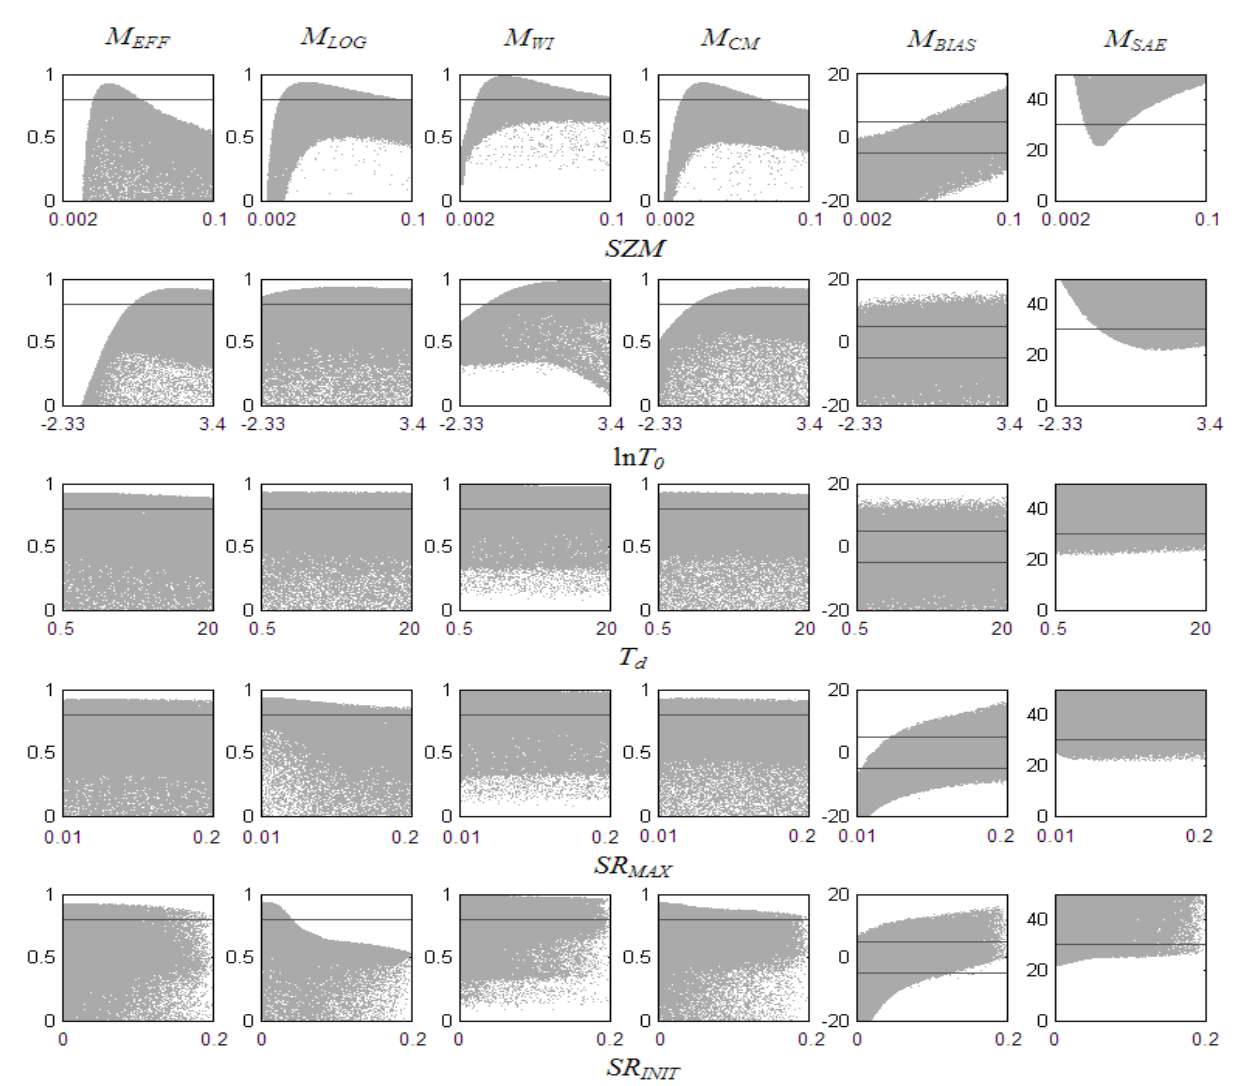 M_EFF M_LOG M_WI M_CM M_BIAS M_SAE
1 1 1 1 20 40
0.5 0.5 0.5 0.5 0 20
0 0 0 0 -20 0
0.002 0.1 0.002 0.1 0.002 0.1 0.002 0.1 0.002 0.1 0.002 0.1
SZM
1 1 1 1 20 40
0.5 0.5 0.5 0.5 0 20
0 0 0 0 -20 0
-2.33 3.4 -2.33 3.4 -2.33 3.4 -2.33 3.4 -2.33 3.4 -2.33 3.4
lnT_0
1 1 1 1 20 40
0.5 0.5 0.5 0.5 0 20
0 0 0 0 -20 0
0.5 20 0.5 20 0.5 20 0.5 20 0.5 20 0.5 20
T_d
1 1 1 1 20 40
0.5 0.5 0.5 0.5 0 20
0 0 0 0 -20 0
0.01 0.2 0.01 0.2 0.01 0.2 0.01 0.2 0.01 0.2 0.01 0.2
SR_MAX
1 1 1 1 20 40
0.5 0.5 0.5 0.5 0 20
0 0 0 0 -20 0
0 0.2 0 0.2 0 0.2 0 0.2 0 0.2 0 0.2
SR_INIT